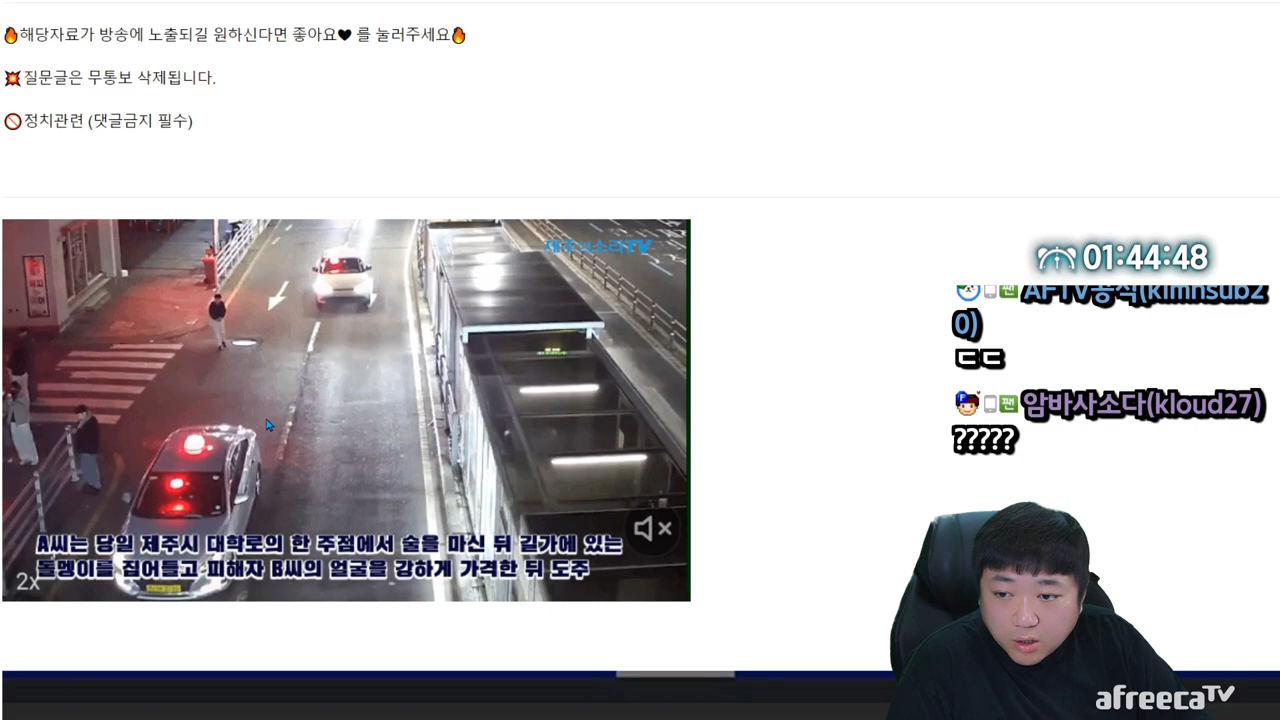 🔥해당자료가 방송에 노출되길 원하신다면 좋아요🖤 를 눌러주세요🔥
💥질문글은 무통보 삭제됩니다.
🚫정치관련 (댓글금지 필수)
제주의소리TV
01:44:48
AFTV공식(kimhsub2
이)
ㄷㄷ
팬 암바사소다(kloud27)
?????
A씨는 당일 제주시 대학로의 한 주점에서 술을 마신 뒤 길가에 있는
돌멩이를 집어들고 피해자 B씨의 얼굴을 강하게 가격한 뒤 도주
2x
afreecaTV